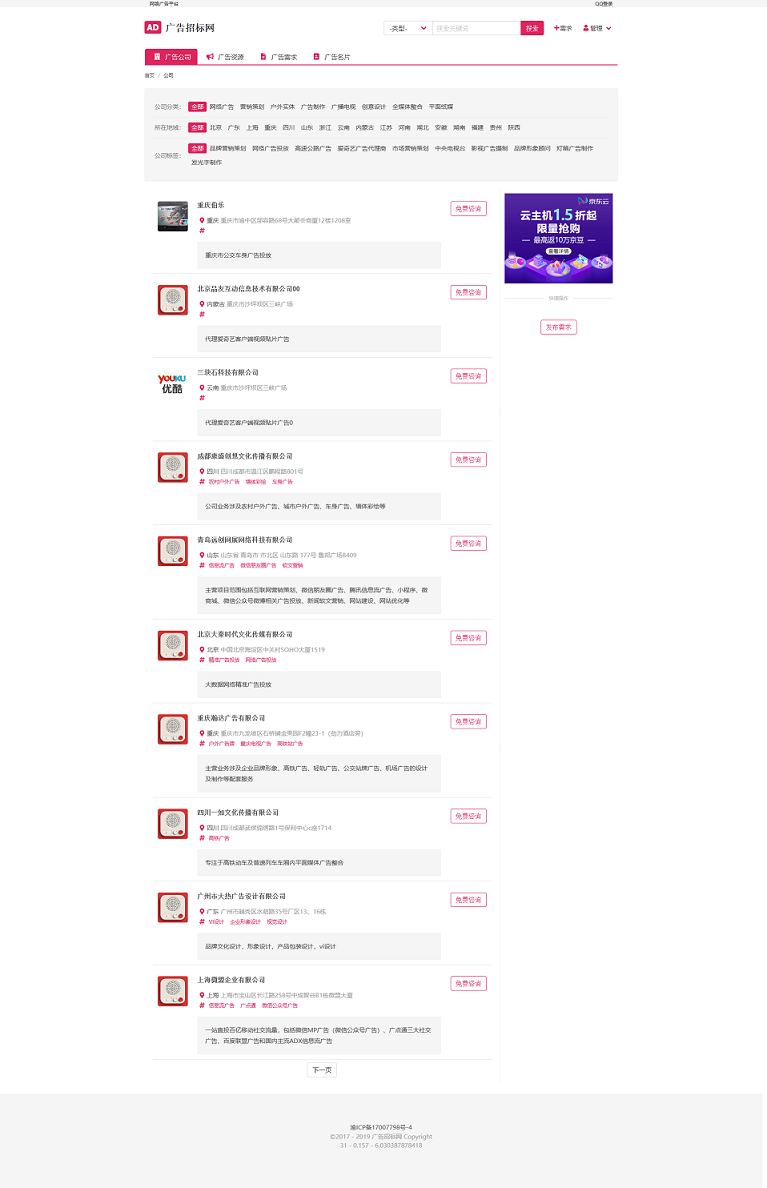 网络广告平台
QQ登录
AD 广告招标网
-类型-
搜索关键词
搜索
需求
管理
广告公司
广告资源
广告需求
广告名片
首页 / 公司
公司分类： 全部 网络广告 营销策划 户外实体 广告制作 广播电视 创意设计 全媒体整合 平面纸媒
所在地域： 全部 北京 广东 上海 重庆 四川 山东 浙江 云南 内蒙古 江苏 河南 湖北 安徽 湖南 福建 贵州 陕西
公司标签： 全部 品牌营销策划 网络广告投放 高速公路广告 爱奇艺广告代理商 市场营销策划 中央电视台 影视广告摄制 品牌形象顾问 灯箱广告制作
发光字制作
重庆伯乐
免费咨询
重庆 重庆市渝中区邹容路68号大都会商厦12楼1208室
#
重庆市公交车身广告投放
北京品友互动信息技术有限公司00
免费咨询
内蒙古 重庆市沙坪坝区三峡广场
#
代理爱奇艺客户端视频贴片广告
YOUKU
优酷
三块石科技有限公司
免费咨询
云南 重庆市沙坪坝区三峡广场
#
代理爱奇艺客户端视频贴片广告0
成都康盛创想文化传播有限公司
免费咨询
四川 四川成都市温江区鹏程路801号
# 农村户外广告 墙体彩绘 车身广告
公司业务涉及农村户外广告、城市户外广告、车身广告、墙体彩绘等
青岛远创网展网络科技有限公司
免费咨询
山东 山东省 青岛市 市北区 山东路 177号 鲁邦广场B409
# 信息流广告 微信朋友圈广告 软文营销
主营项目范围包括互联网营销策划、微信朋友圈广告、腾讯信息流广告、小程序、微
商城、微信公众号微博相关广告投放、新闻软文营销、网站建设、网站优化等
北京大秦时代文化传媒有限公司
免费咨询
北京 中国北京海淀区中关村SOHO大厦1519
# 精准广告投放 网络广告投放
大数据网络精准广告投放
重庆瀚达广告有限公司
免费咨询
重庆 重庆市九龙坡区石桥铺金果园F2幢23-1（劲力酒店旁）
# 户外广告牌 重庆电视广告 高铁站广告
主营业务涉及企业品牌形象、高铁广告、轻轨广告、公交站牌广告、机场广告的设计
及制作等配套服务
四川一如文化传播有限公司
免费咨询
四川 四川成都武侯锦绣路1号保利中心c座1714
# 高铁广告
专注于高铁动车及普速列车车厢内平面媒体广告整合
广州市大热广告设计有限公司
免费咨询
广东 广州市越秀区水荫路35号厂区13、16栋
# VI设计 企业形象设计 视觉设计
品牌文化设计，形象设计，产品包装设计，vi设计
上海微盟企业有限公司
免费咨询
上海 上海市宝山区长江路258号中成智谷B1栋微盟大厦
# 信息流广告 广点通 微信公众号广告
一站直投百亿移动社交流量，包括微信MP广告（微信公众号广告）、广点通三大社交
广告、百度联盟广告和国内主流ADX信息流广告
下一页
京东云
云主机1.5折起
限量抢购
最高返10万京豆
查看详情
快捷操作
发布需求
渝ICP备17007798号-4
©2017 - 2019 广告招标网 Copyright
31 - 0.157 - 6.030387878418